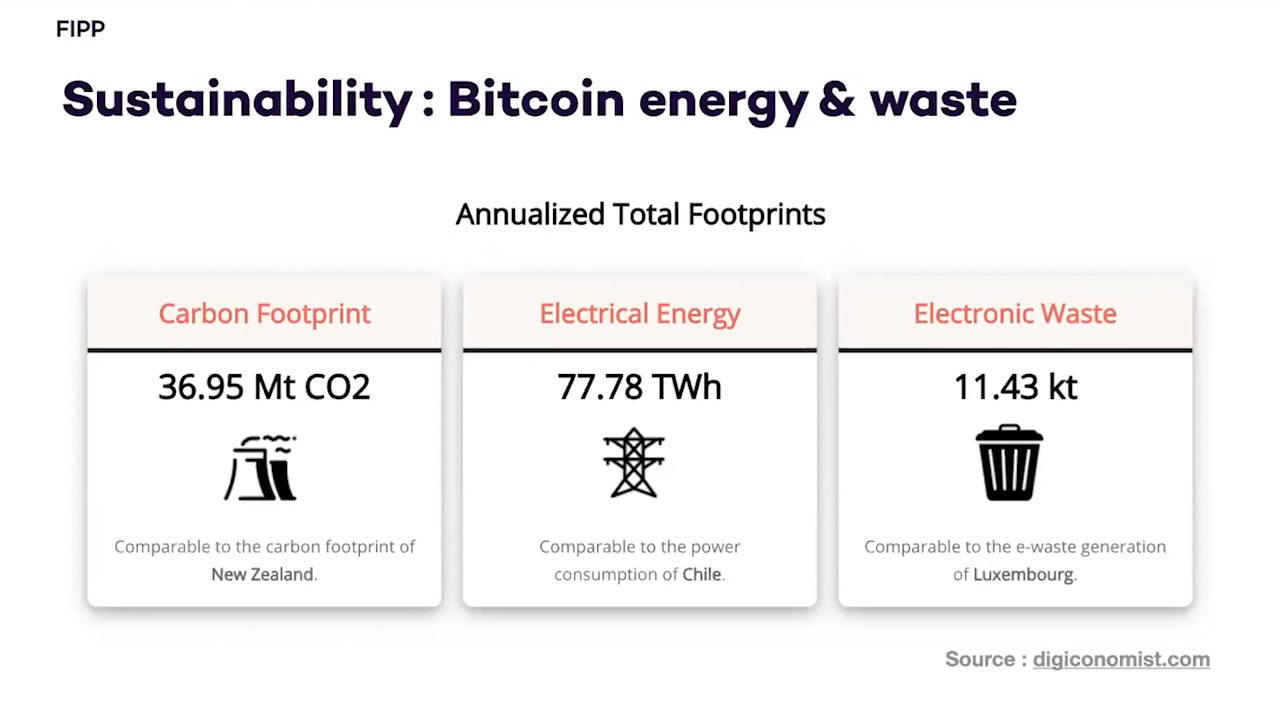 FIPP
Sustainability : Bitcoin energy & waste
Annualized Total Footprints
Carbon Footprint
36.95 Mt CO2
Comparable to the carbon footprint of
New Zealand.
Electrical Energy
77.78 TWh
Comparable to the power
consumption of Chile.
Electronic Waste
11.43 kt
Comparable to the e-waste generation
of Luxembourg.
Source : digiconomist.com